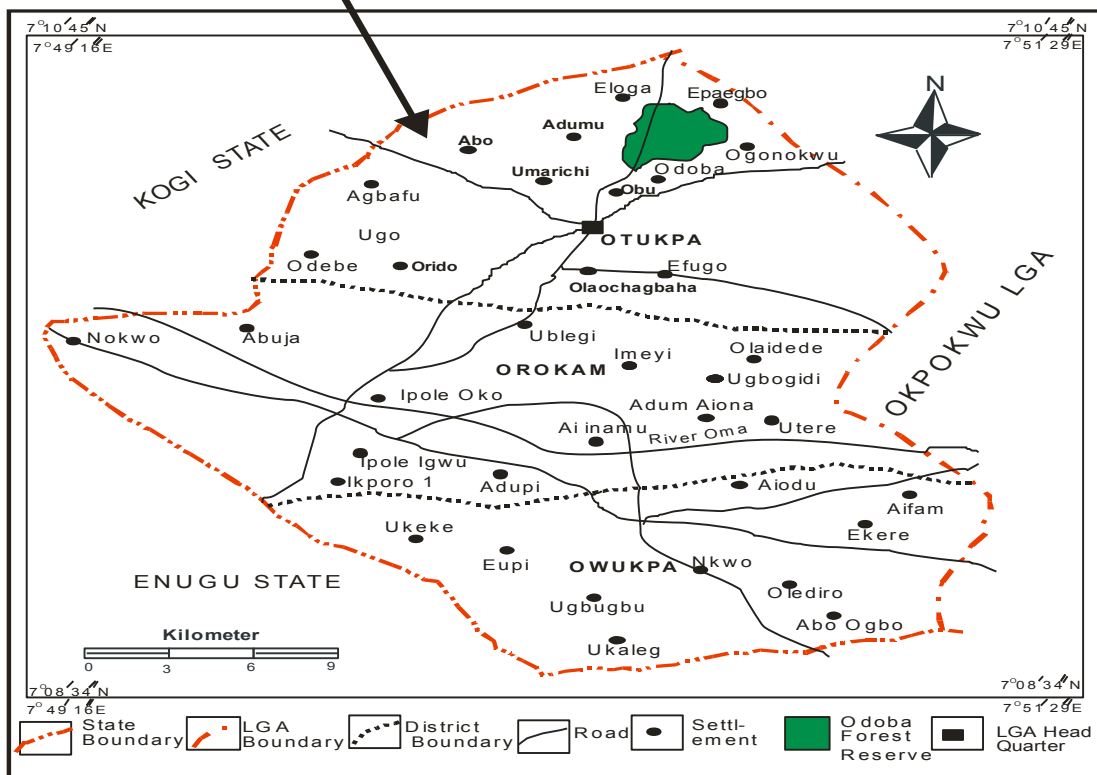 7°10 45 N
7°49 16E
7°10 45 N
7°51 29E
N
Eloga
Epaegbo
KOGI STATE
Adumu
Abo
Ogonokwu
Umarichi
Odoba
Agbafu
Obu
Ugo
OTUKPA
Odebe
Orido
Efugo
Olaochagbaha
OKPOKWU LGA
Nokwo
Abuja
Ublegi
Imeyi
Olaidede
OROKAM
Ugbogidi
Ipole Oko
Adum Aiona
Utere
Aiinamu
River Oma
Ipole Igwu
Ikporo 1
Adupi
Aiodu
Aifam
Ukeke
Ekere
Eupi
OWUKPA
Nkwo
ENUGU STATE
Olediro
Ugbugbu
Abo Ogbo
Ukaleg
Kilometer
0 3 6 9
7°08 34 N
7°49 16E
7°08 34 N
7°51 29E
State
Boundary
LGA
Boundary
District
Boundary
Road
Settl-
ement
Odoba
Forest
Reserve
LGA Head
Quarter